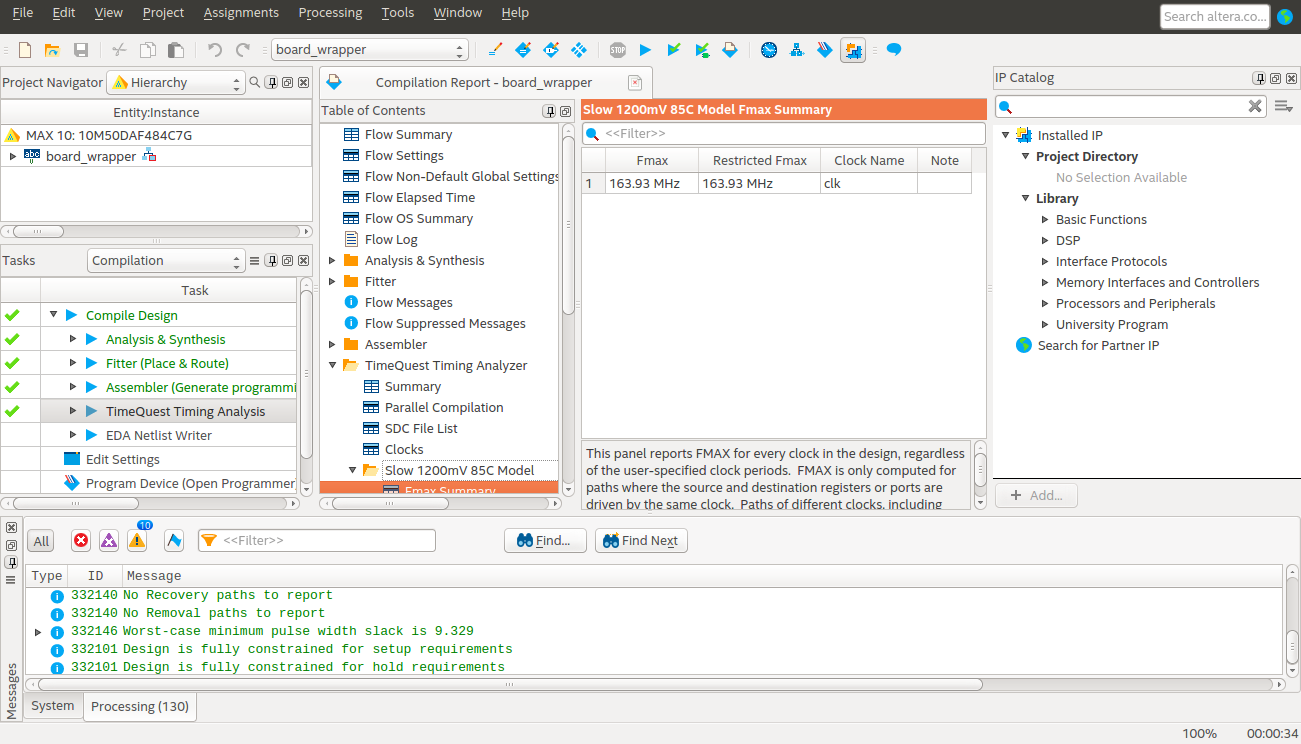 File Edit View Project Assignments Processing Tools Window Help
Search altera.co...
board_wrapper
STOP
Project Navigator
Hierarchy
Entity:Instance
MAX 10: 10M50DAF484C7G
abc board_wrapper
Tasks
Compilation
Task
Compile Design
Analysis & Synthesis
Fitter (Place & Route)
Assembler (Generate programmi
TimeQuest Timing Analysis
EDA Netlist Writer
Edit Settings
Program Device (Open Programmer
Compilation Report - board_wrapper
Table of Contents
Flow Summary
Flow Settings
Flow Non-Default Global Settings
Flow Elapsed Time
Flow OS Summary
Flow Log
Analysis & Synthesis
Fitter
Flow Messages
Flow Suppressed Messages
Assembler
TimeQuest Timing Analyzer
Summary
Parallel Compilation
SDC File List
Clocks
Slow 1200mV 85C Model
Fmax Summary
Slow 1200mV 85C Model Fmax Summary
<<Filter>>
Fmax Restricted Fmax Clock Name Note
1 163.93 MHz 163.93 MHz clk
This panel reports FMAX for every clock in the design, regardless
of the user-specified clock periods. FMAX is only computed for
paths where the source and destination registers or ports are
driven by the same clock. Paths of different clocks, including
IP Catalog
Installed IP
Project Directory
No Selection Available
Library
Basic Functions
DSP
Interface Protocols
Memory Interfaces and Controllers
Processors and Peripherals
University Program
Search for Partner IP
+ Add...
Messages
All
10
<<Filter>>
Find...
Find Next
Type ID Message
332140 No Recovery paths to report
332140 No Removal paths to report
332146 Worst-case minimum pulse width slack is 9.329
332101 Design is fully constrained for setup requirements
332101 Design is fully constrained for hold requirements
System
Processing (130)
100% 00:00:34